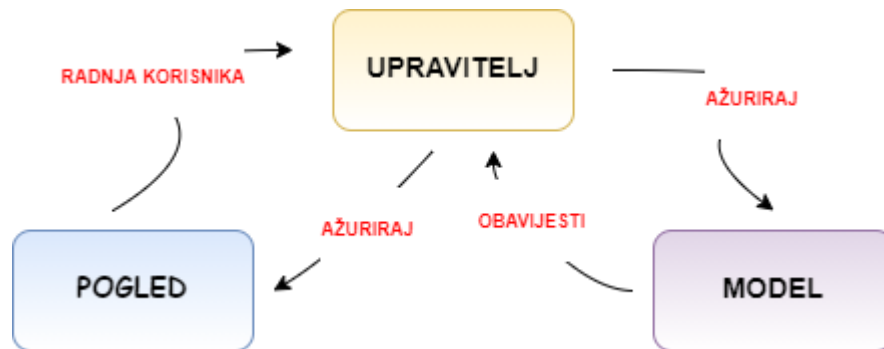 UPRAVITELJ
RADNJA KORISNIKA
AŽURIRAJ
AŽURIRAJ
OBAVIJESTI
POGLED
MODEL